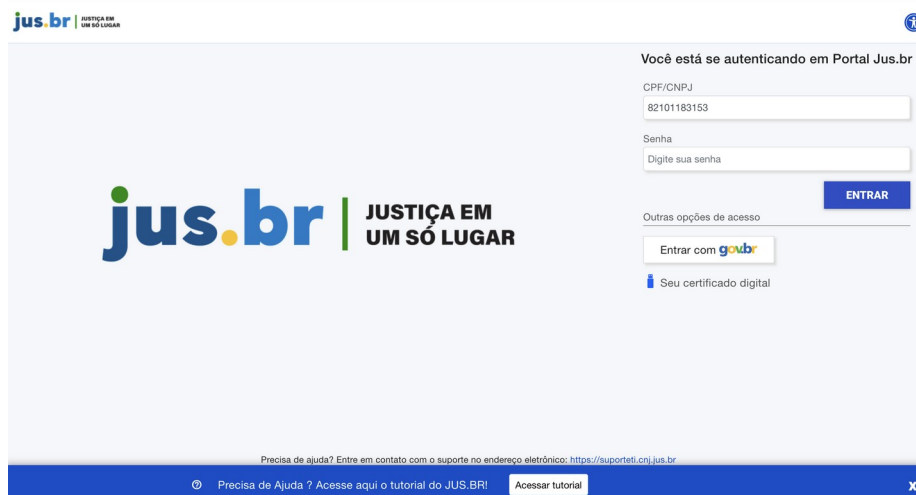 jus.br | JUSTIÇA EM
UM SÓ LUGAR
Você está se autenticando em Portal Jus.br
CPF/CNPJ
82101183153
Senha
Digite sua senha
ENTRAR
Outras opções de acesso
Entrar com gov.br
Seu certificado digital
jus.br | JUSTIÇA EM
UM SÓ LUGAR
Precisa de ajuda? Entre em contato com o suporte no endereço eletrônico: https://suporteti.cnj.jus.br
Precisa de Ajuda ? Acesse aqui o tutorial do JUS.BR! Acessar tutorial X